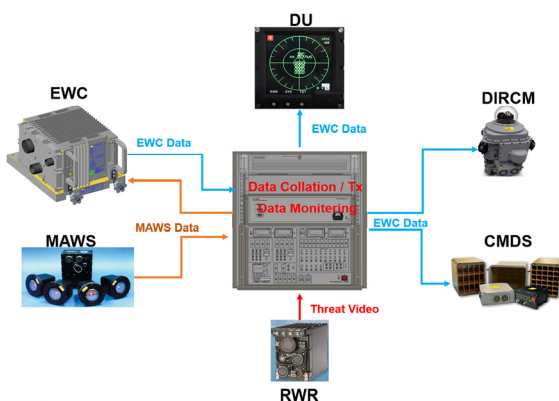 DU
EWC
DIRCM
EWC Data
EWC Data
Data Collation / Tx
Data Monitering
MAWS Data
EWC Data
MAWS
CMDS
Threat Video
RWR